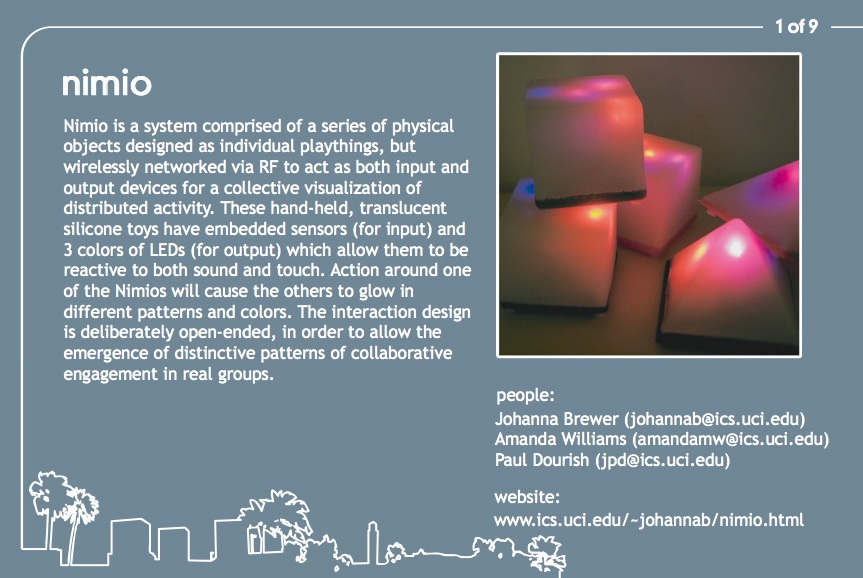 1 of 9
nimio
Nimio is a system comprised of a series of physical
objects designed as individual playthings, but
wirelessly networked via RF to act as both input and
output devices for a collective visualization of
distributed activity. These hand-held, translucent
silicone toys have embedded sensors (for input) and
3 colors of LEDs (for output) which allow them to be
reactive to both sound and touch. Action around one
of the Nimios will cause the others to glow in
different patterns and colors. The interaction design
is deliberately open-ended, in order to allow the
emergence of distinctive patterns of collaborative
engagement in real groups.
people:
Johanna Brewer (johannab@ics.uci.edu)
Amanda Williams (amandamw@ics.uci.edu)
Paul Dourish (jpd@ics.uci.edu)
website:
www.ics.uci.edu/~johannab/nimio.html